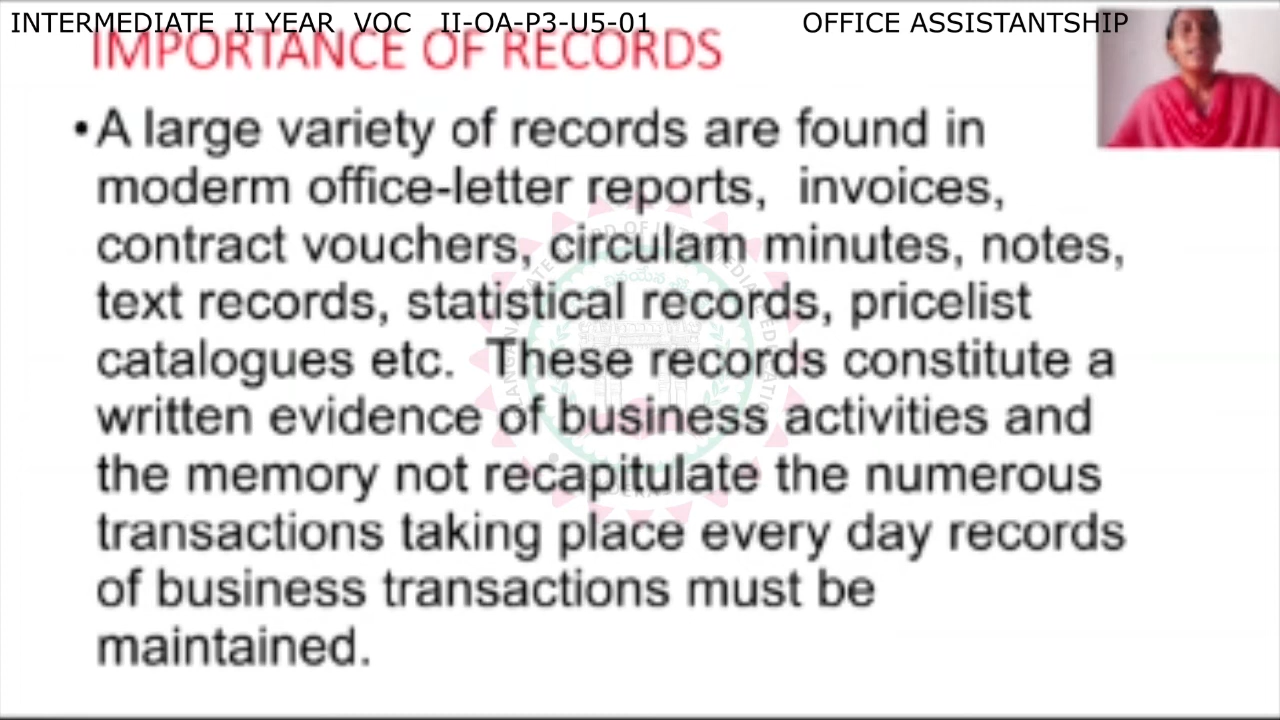 INTERMEDIATE II YEAR VOC II-OA-P3-U5-01 OFFICE ASSISTANTSHIP
IMPORTANCE OF RECORDS
•A large variety of records are found in
moderm office-letter reports, invoices,
contract vouchers, circulam minutes, notes,
text records, statistical records, pricelist
catalogues etc. These records constitute a
written evidence of business activities and
the memory not recapitulate the numerous
transactions taking place every day records
of business transactions must be
maintained.